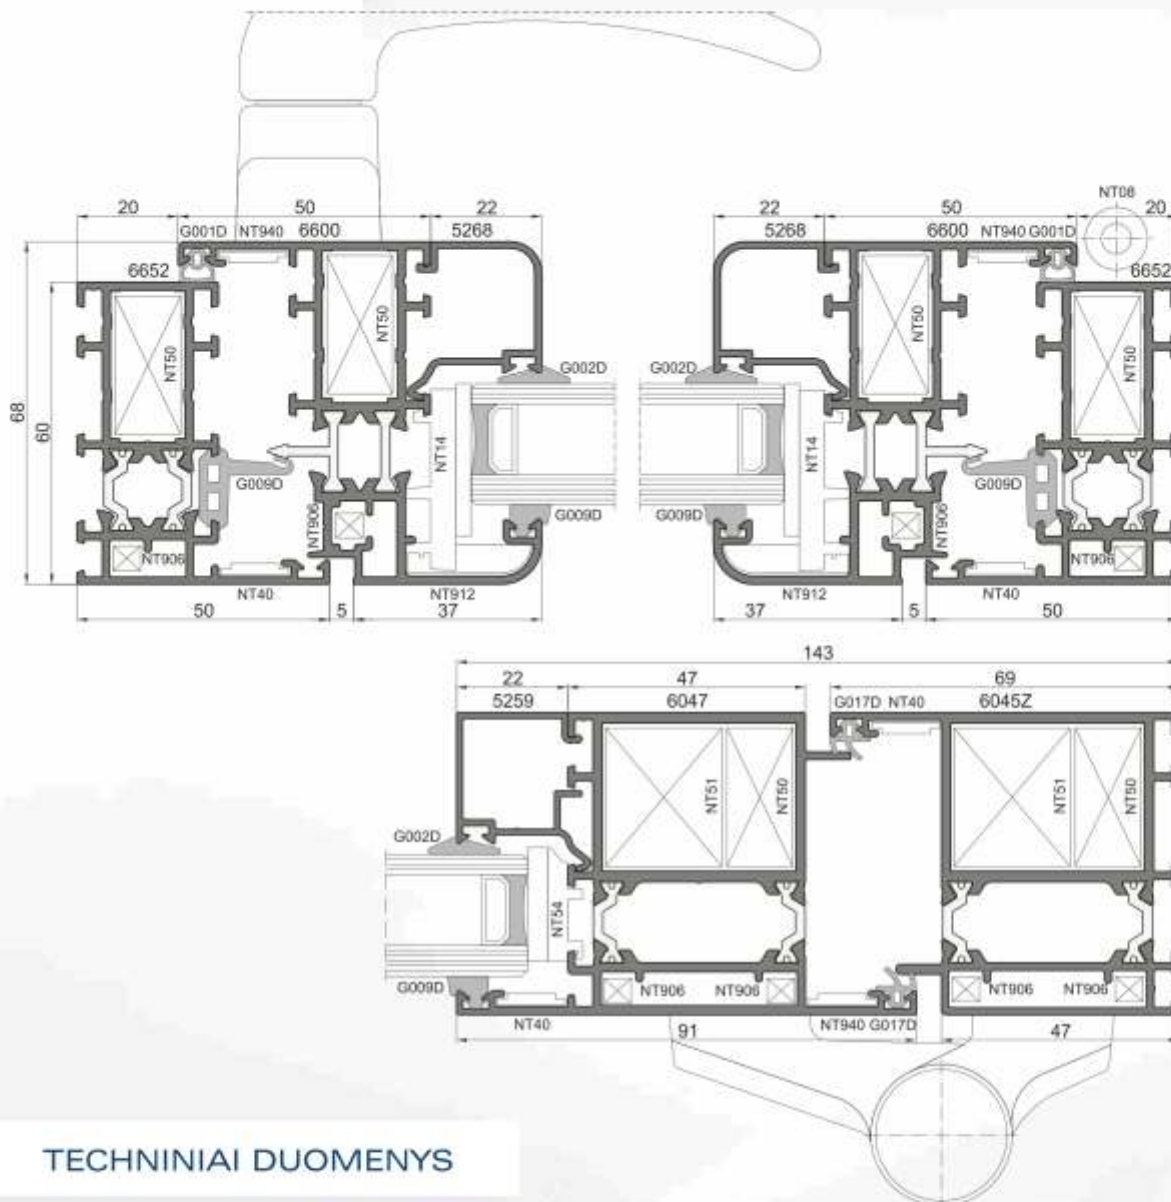 NT08
20 50 22
22 50 20
G001D NT940 6600 5268
5268 6600 NT940 G001D
6652
6652
NT50
NT50
NT50
NT50
68
60
G002D
G002D
NT14
NT14
G009D
G009D
G009D
G009D
NT906
NT906
NT906
NT906
NT40 NT912
NT912 NT40
50 5 37
37 5 50
143
22 47 69
5259 6047 G017D NT40 6045Z
NT51 NT50
NT51 NT50
G002D
NT54
G009D
NT906 NT906
NT906 NT906
NT40 NT940 G017D
91 47
TECHNINIAI DUOMENYS